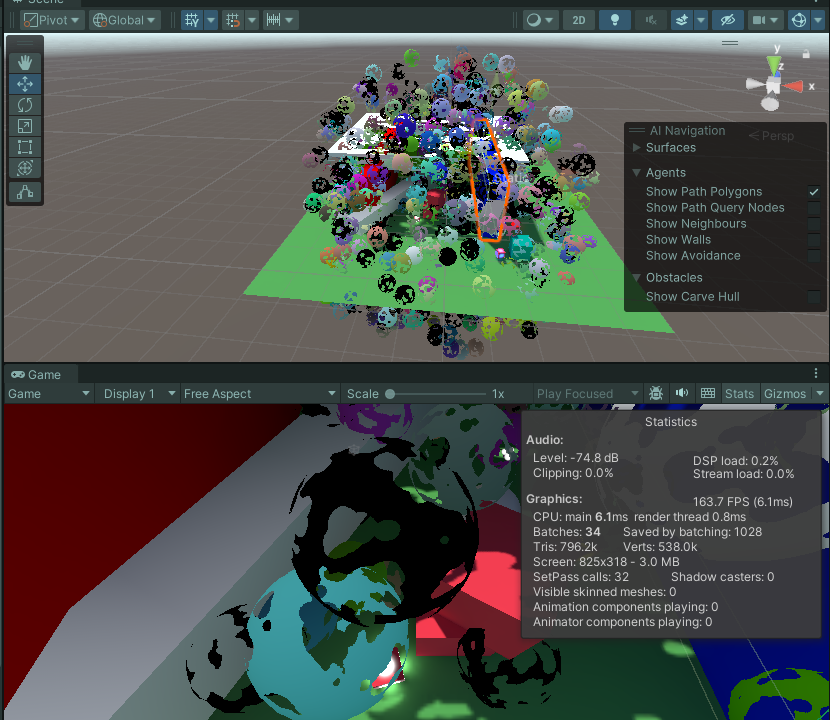 Scene
Pivot Global 2D
y
z
x
Persp
AI Navigation
Surfaces
Agents
Show Path Polygons
Show Path Query Nodes
Show Neighbours
Show Walls
Show Avoidance
Obstacles
Show Carve Hull
Game
Game Display 1 Free Aspect Scale 1x Play Focused Stats Gizmos
Statistics
Audio:
Level: -74.8 dB DSP load: 0.2%
Clipping: 0.0% Stream load: 0.0%
Graphics: 163.7 FPS (6.1ms)
CPU: main 6.1ms render thread 0.8ms
Batches: 34 Saved by batching: 1028
Tris: 796.2k Verts: 538.0k
Screen: 825x318 - 3.0 MB
SetPass calls: 32 Shadow casters: 0
Visible skinned meshes: 0
Animation components playing: 0
Animator components playing: 0